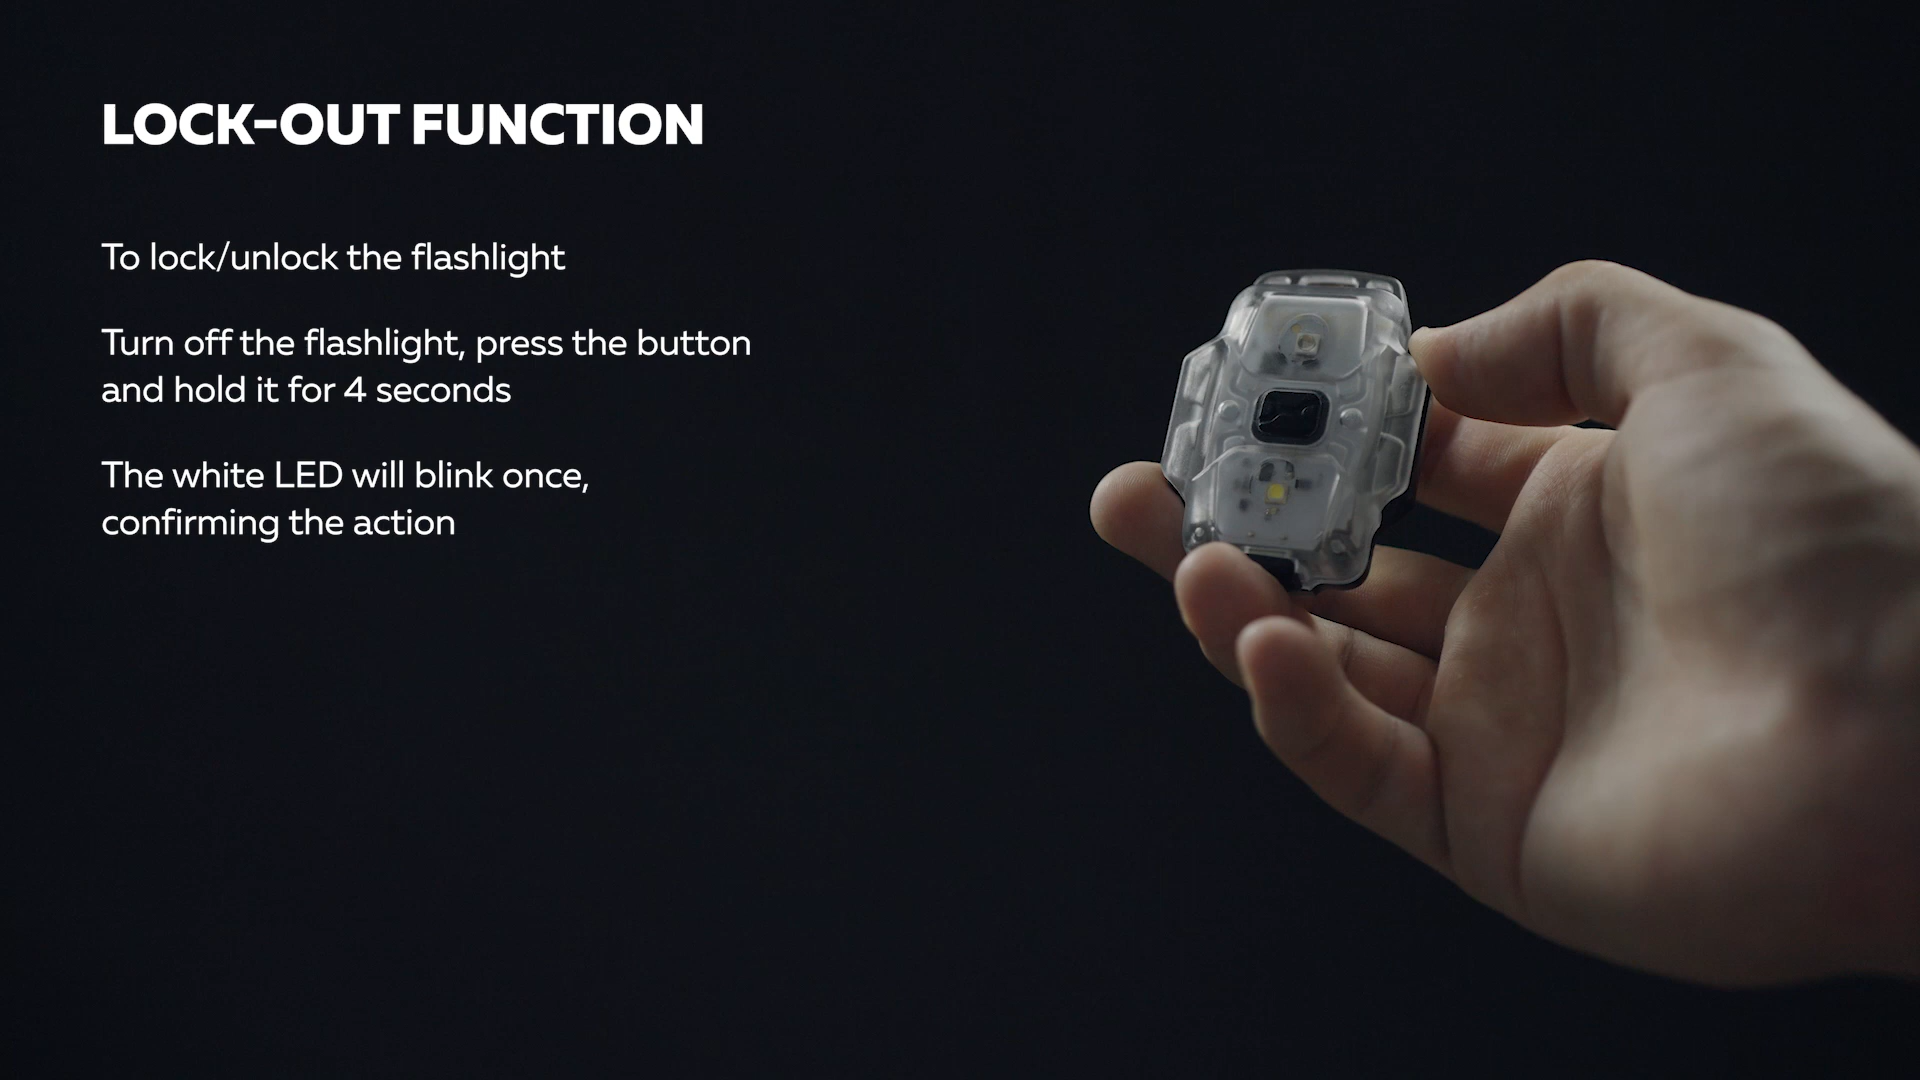 LOCK-OUT FUNCTION
To lock/unlock the flashlight
Turn off the flashlight, press the button
and hold it for 4 seconds
The white LED will blink once,
confirming the action